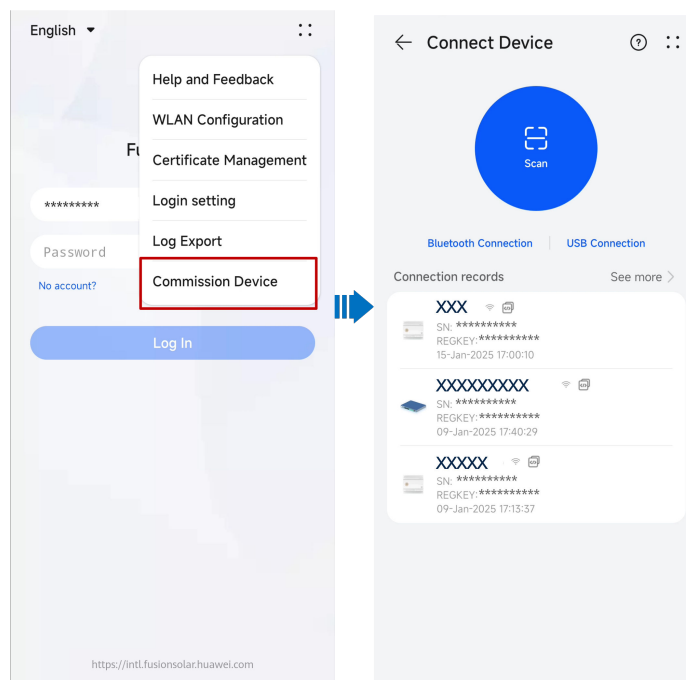 English
Help and Feedback
WLAN Configuration
Certificate Management
Login setting
Log Export
Commission Device
*********
Password
No account?
Log In
https://intl.fusionsolar.huawei.com
Connect Device
Scan
Bluetooth Connection
USB Connection
Connection records
See more
XXX
SN: **********
REGKEY:**********
15-Jan-2025 17:00:10
XXXXXXXXX
SN: **********
REGKEY:**********
09-Jan-2025 17:40:29
XXXXX
SN: **********
REGKEY:**********
09-Jan-2025 17:13:37